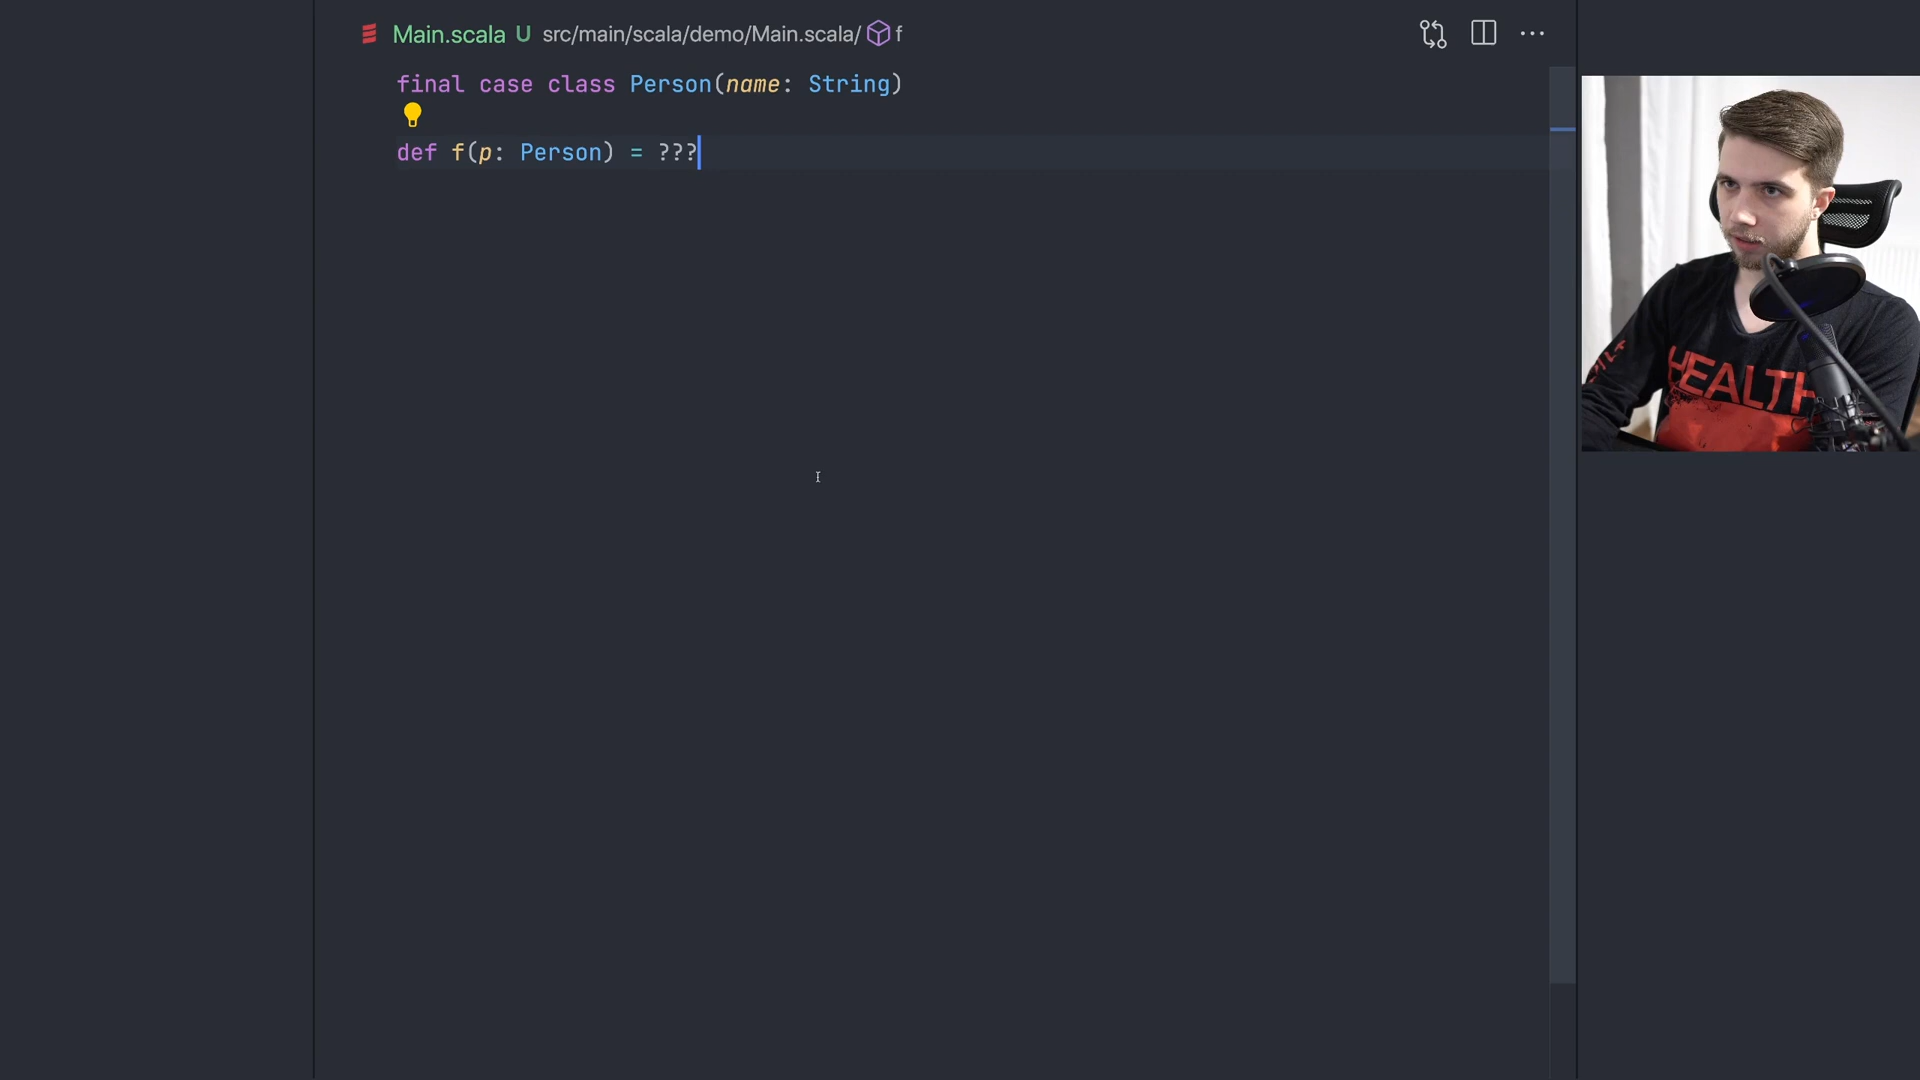 Main.scala U src/main/scala/demo/Main.scala/ f
final case class Person(name: String)
def f(p: Person) = ???
HEALTH